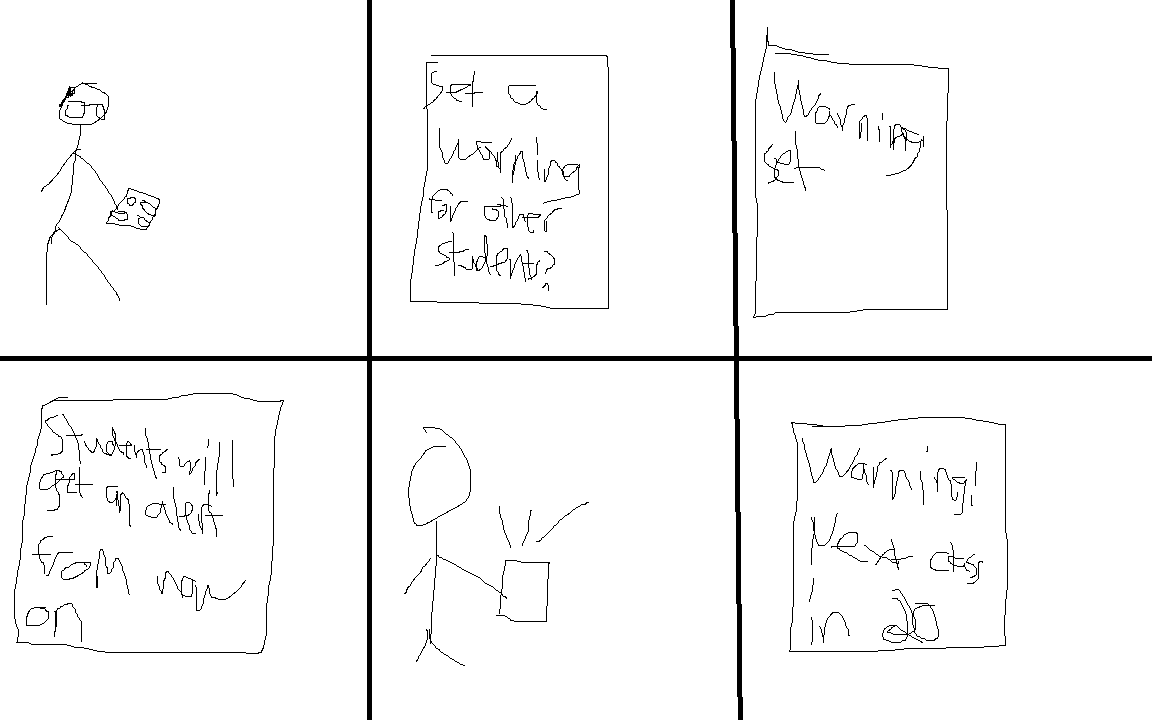 Set a
Warning
for other
students?
Warning
set
Students will
get an alert
from now
on
Warning!
Next
in 20